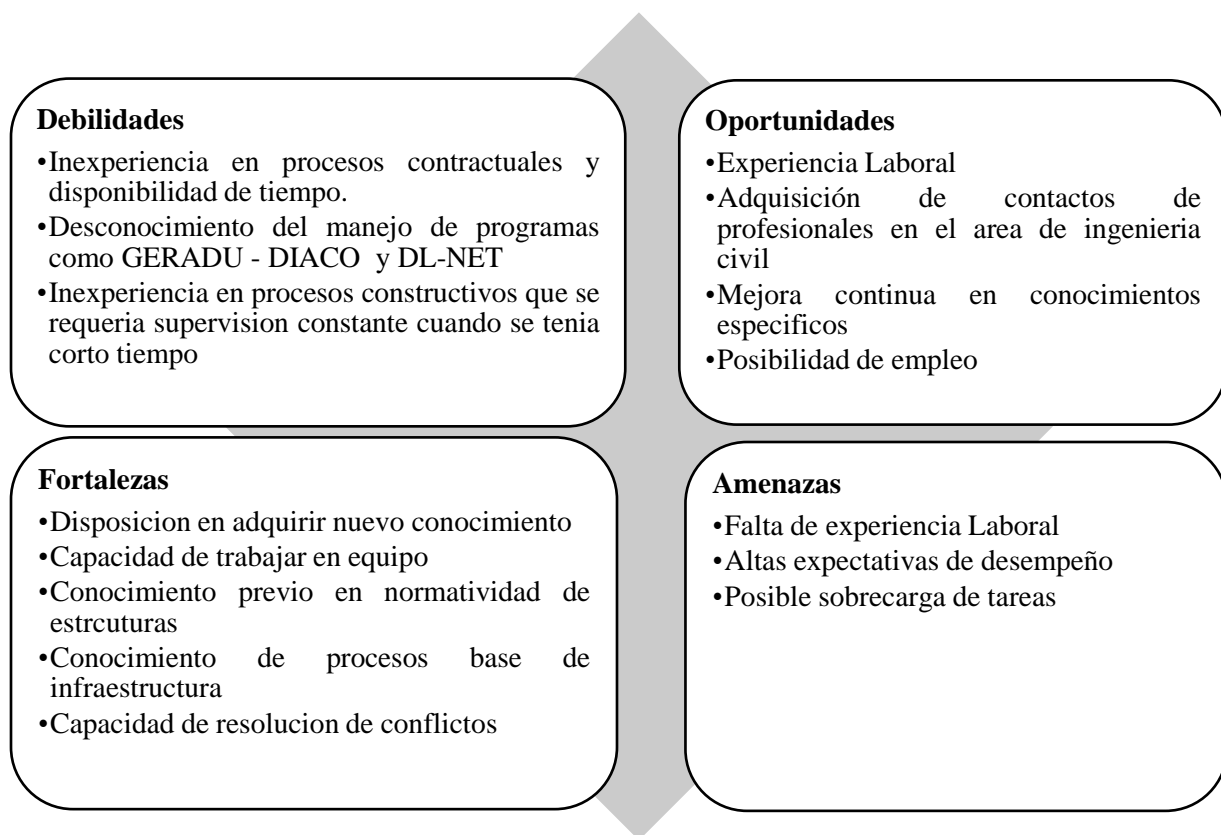 Debilidades
•Inexperiencia en procesos contractuales y
disponibilidad de tiempo.
•Desconocimiento del manejo de programas
como GERADU - DIACO y DL-NET
•Inexperiencia en procesos constructivos que se
requeria supervision constante cuando se tenia
corto tiempo
Oportunidades
•Experiencia Laboral
•Adquisición de contactos de
profesionales en el area de ingenieria
civil
•Mejora continua en conocimientos
especificos
•Posibilidad de empleo
Fortalezas
•Disposicion en adquirir nuevo conocimiento
•Capacidad de trabajar en equipo
•Conocimiento previo en normatividad de
estrcuturas
•Conocimiento de procesos base de
infraestructura
•Capacidad de resolucion de conflictos
Amenazas
•Falta de experiencia Laboral
•Altas expectativas de desempeño
•Posible sobrecarga de tareas